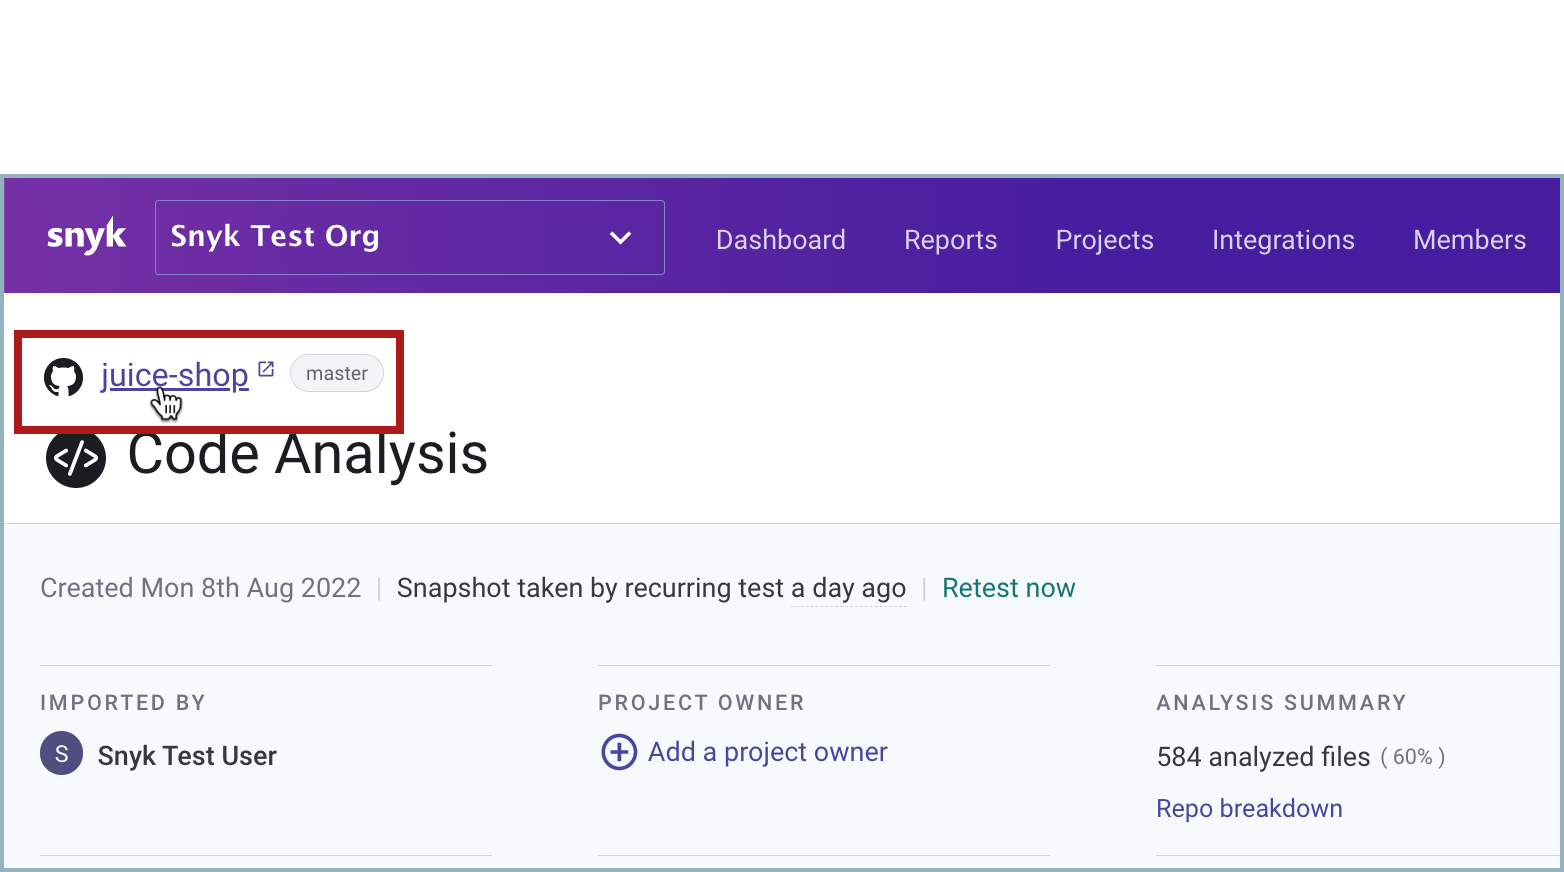 snyk Snyk Test Org Dashboard Reports Projects Integrations Members
juice-shop master
</> Code Analysis
Created Mon 8th Aug 2022 | Snapshot taken by recurring test a day ago | Retest now
IMPORTED BY PROJECT OWNER ANALYSIS SUMMARY
S Snyk Test User Add a project owner 584 analyzed files ( 60% )
Repo breakdown